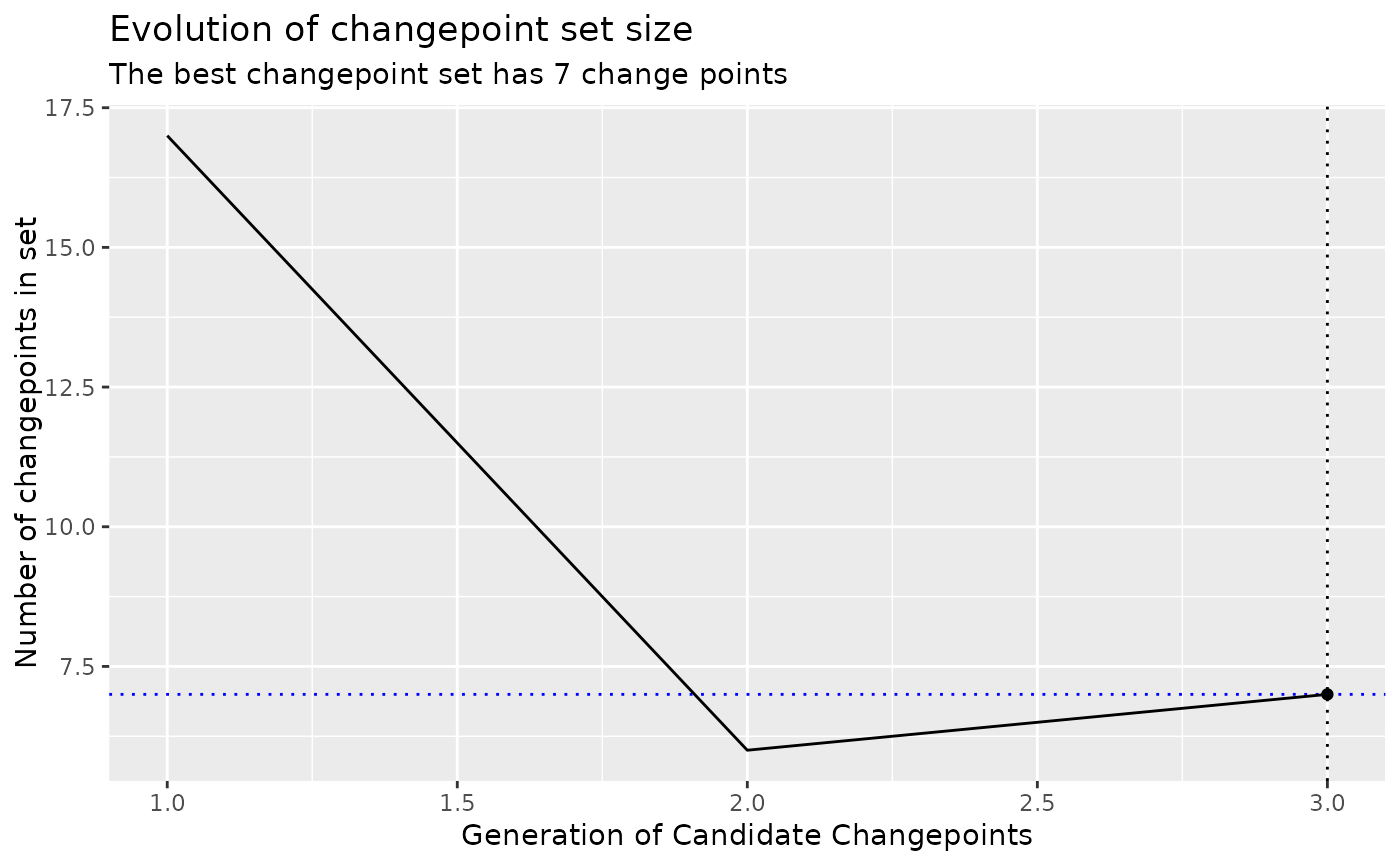 Evolution of changepoint set size
The best changepoint set has 7 change points
Number of changepoints in set
17.5
15.0
12.5
10.0
7.5
1.0 1.5 2.0 2.5 3.0
Generation of Candidate Changepoints